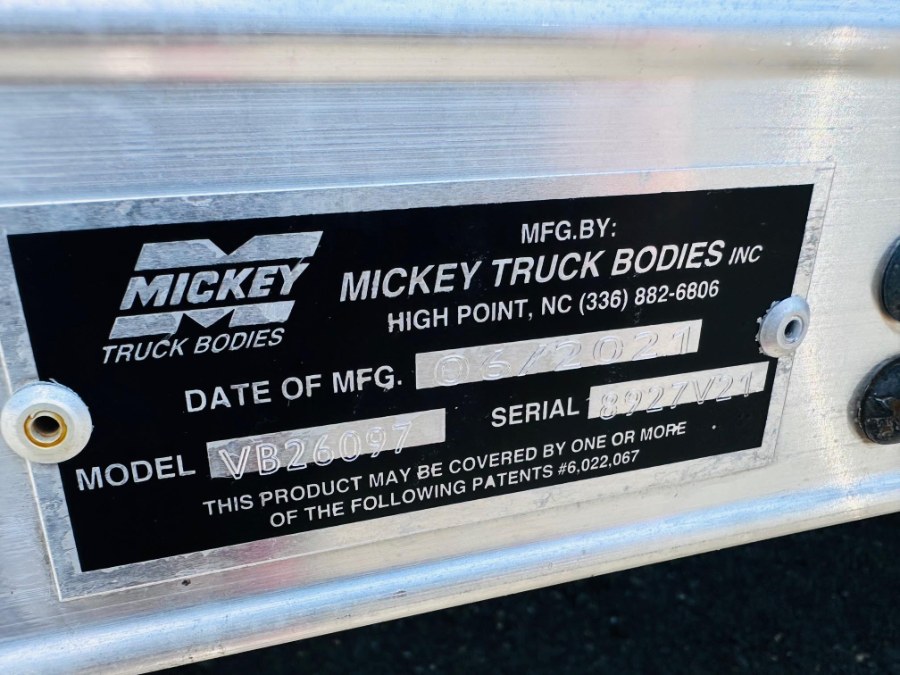 MICKEY
TRUCK BODIES
MFG.BY:
MICKEY TRUCK BODIES INC
HIGH POINT, NC (336) 882-6806
DATE OF MFG. 06/2021
MODEL VB26097 SERIAL 8927V21
THIS PRODUCT MAY BE COVERED BY ONE OR MORE
OF THE FOLLOWING PATENTS #6,022,067